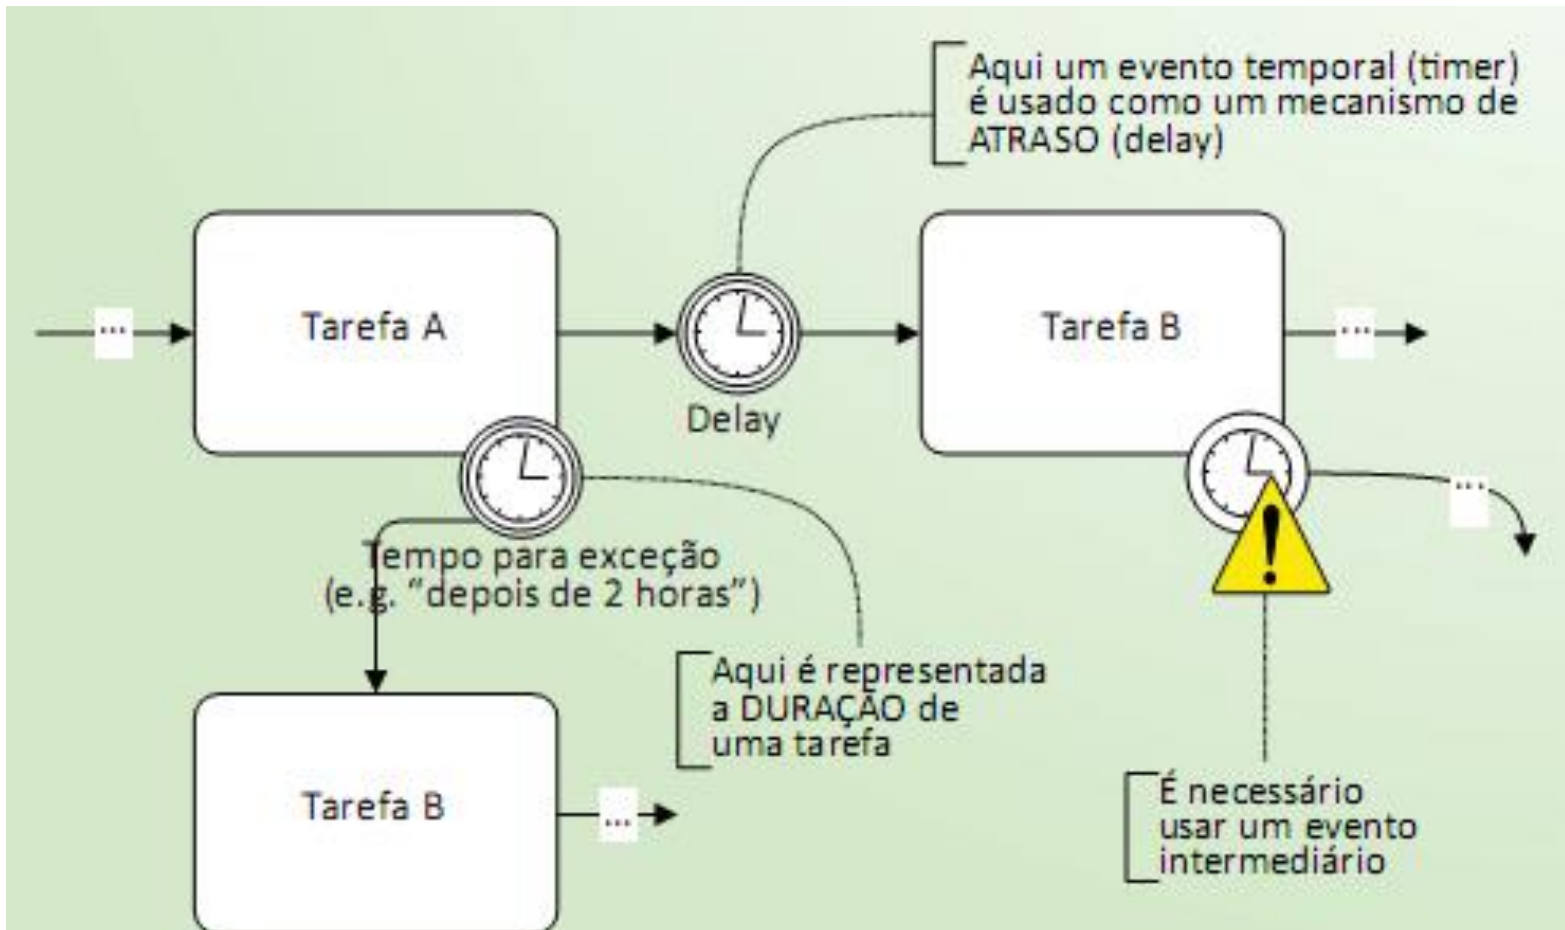 Aqui um evento temporal (timer)
é usado como um mecanismo de
ATRASO (delay)
...
Tarefa A
Delay
Tarefa B
...
...
Tempo para exceção
(e.g. “depois de 2 horas”)
Aqui é representada
a DURAÇÃO de
uma tarefa
Tarefa B
...
!
É necessário
usar um evento
intermediário